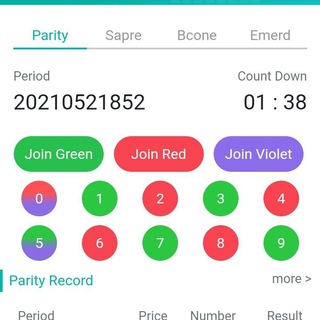 Parity Sapre Bcone Emerd
Period Count Down
20210521852 01 : 38
Join Green Join Red Join Violet
0 1 2 3 4
5 6 7 8 9
Parity Record more >
Period Price Number Result